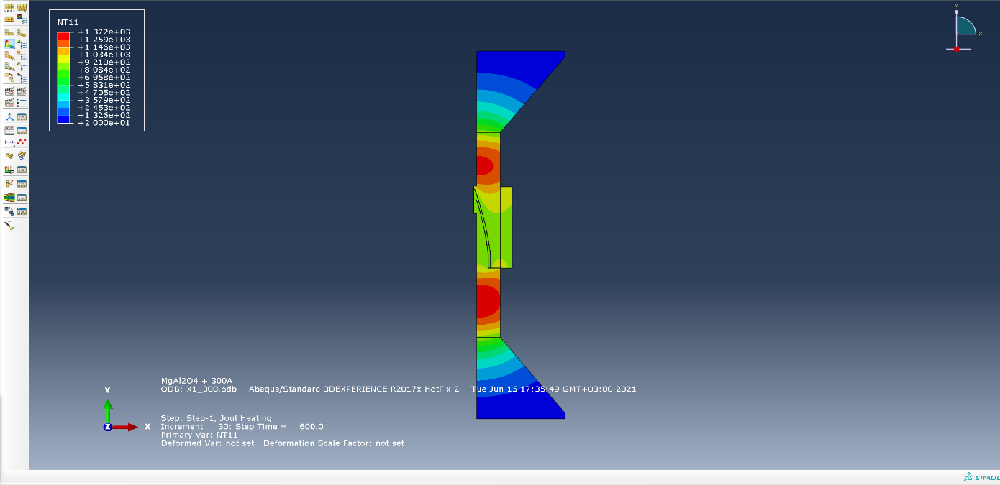 NT11
+1.372e+03
+1.259e+03
+1.146e+03
+1.034e+03
+9.210e+02
+8.084e+02
+6.958e+02
+5.831e+02
+4.705e+02
+3.579e+02
+2.453e+02
+1.326e+02
+2.000e+01
Y
X
MgAl2O4 + 300A
ODB: X1_300.odb Abaqus/Standard 3DEXPERIENCE R2017x HotFix 2 Tue Jun 15 17:35:49 GMT+03:00 2021
Y
Z X
Step: Step-1, Joul Heating
Increment 30: Step Time = 600.0
Primary Var: NT11
Deformed Var: not set Deformation Scale Factor: not set
SIMUL